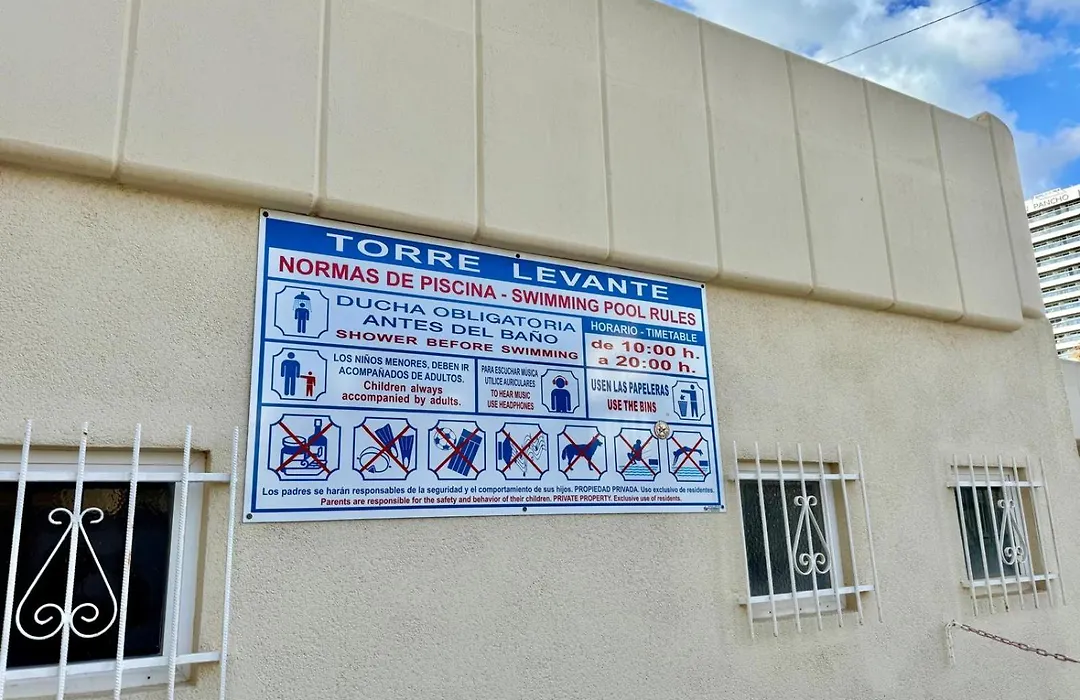 TORRE LEVANTE
NORMAS DE PISCINA - SWIMMING POOL RULES
DUCHA OBLIGATORIA
ANTES DEL BAÑO
SHOWER BEFORE SWIMMING
HORARIO - TIMETABLE
de 10:00 h.
a 20:00 h.
LOS NIÑOS MENORES, DEBEN IR
ACOMPAÑADOS DE ADULTOS.
Children always
accompanied by adults.
PARA ESCUCHAR MÚSICA
UTILICE AURICULARES
TO HEAR MUSIC
USE HEADPHONES
USEN LAS PAPELERAS
USE THE BINS
Los padres se harán responsables de la seguridad y el comportamiento de sus hijos. PROPIEDAD PRIVADA. Uso exclusivo de residentes.
Parents are responsible for the safety and behavior of their children. PRIVATE PROPERTY. Exclusive use of residents.
PANCHO